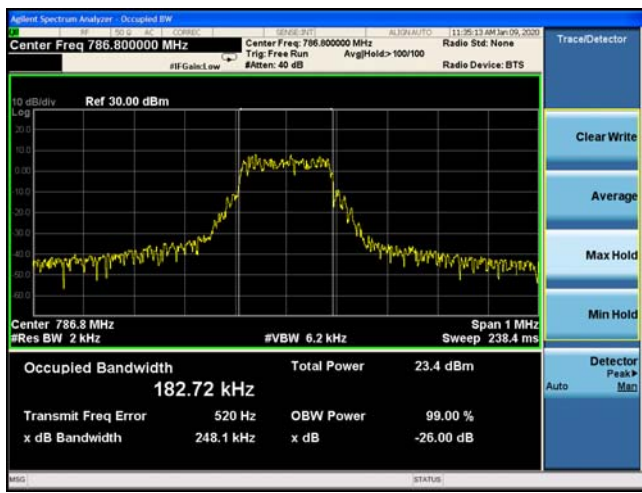 Agilent Spectrum Analyzer - Occupied BW
RF 50 Ω AC CORREC SENSE:INT ALIGN AUTO 11:35:13 AM Jan 09, 2020
Center Freq 786.800000 MHz
Center Freq: 786.800000 MHz
Radio Std: None
Trig: Free Run Avg|Hold:>100/100
#IFGain:Low #Atten: 40 dB Radio Device: BTS
Trace/Detector
10 dB/div Ref 30.00 dBm
Log
20.0
10.0
0.00
-10.0
-20.0
-30.0
-40.0
-50.0
-60.0
Center 786.8 MHz Span 1 MHz
#Res BW 2 kHz #VBW 6.2 kHz Sweep 238.4 ms
Occupied Bandwidth Total Power 23.4 dBm
182.72 kHz
Transmit Freq Error 520 Hz OBW Power 99.00 %
x dB Bandwidth 248.1 kHz x dB -26.00 dB
Clear Write
Average
Max Hold
Min Hold
Detector
Peak▶
Auto Man
MSG STATUS